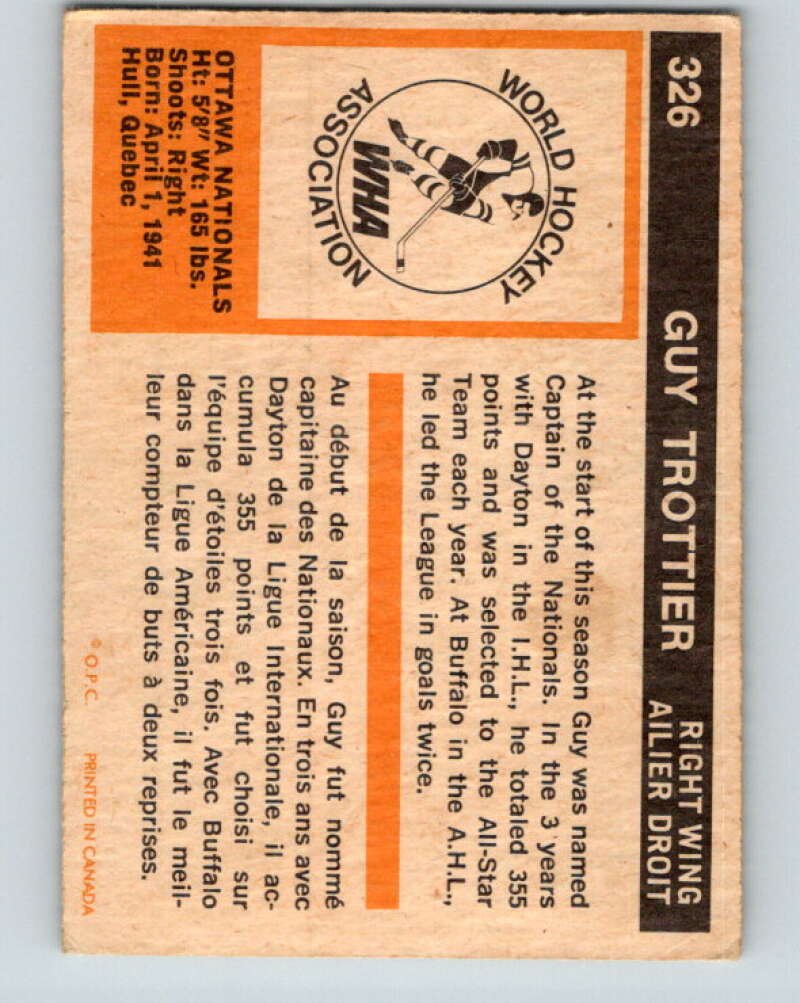 326
GUY TROTTIER
RIGHT WING
AILIER DROIT
WORLD HOCKEY
WHA
ASSOCIATION
OTTAWA NATIONALS
Ht: 5'8" Wt: 165 lbs.
Shoots: Right
Born: April 1, 1941
Hull, Quebec
At the start of this season Guy was named
Captain of the Nationals. In the 3 years
with Dayton in the I.H.L., he totaled 355
points and was selected to the All-Star
Team each year. At Buffalo in the A.H.L.,
he led the League in goals twice.
Au début de la saison, Guy fut nommé
capitaine des Nationaux. En trois ans avec
Dayton de la Ligue Internationale, il ac-
cumula 355 points et fut choisi sur
l'équipe d'étoiles trois fois. Avec Buffalo
dans la Ligue Américaine, il fut le meil-
leur compteur de buts à deux reprises.
© O.P.C. PRINTED IN CANADA